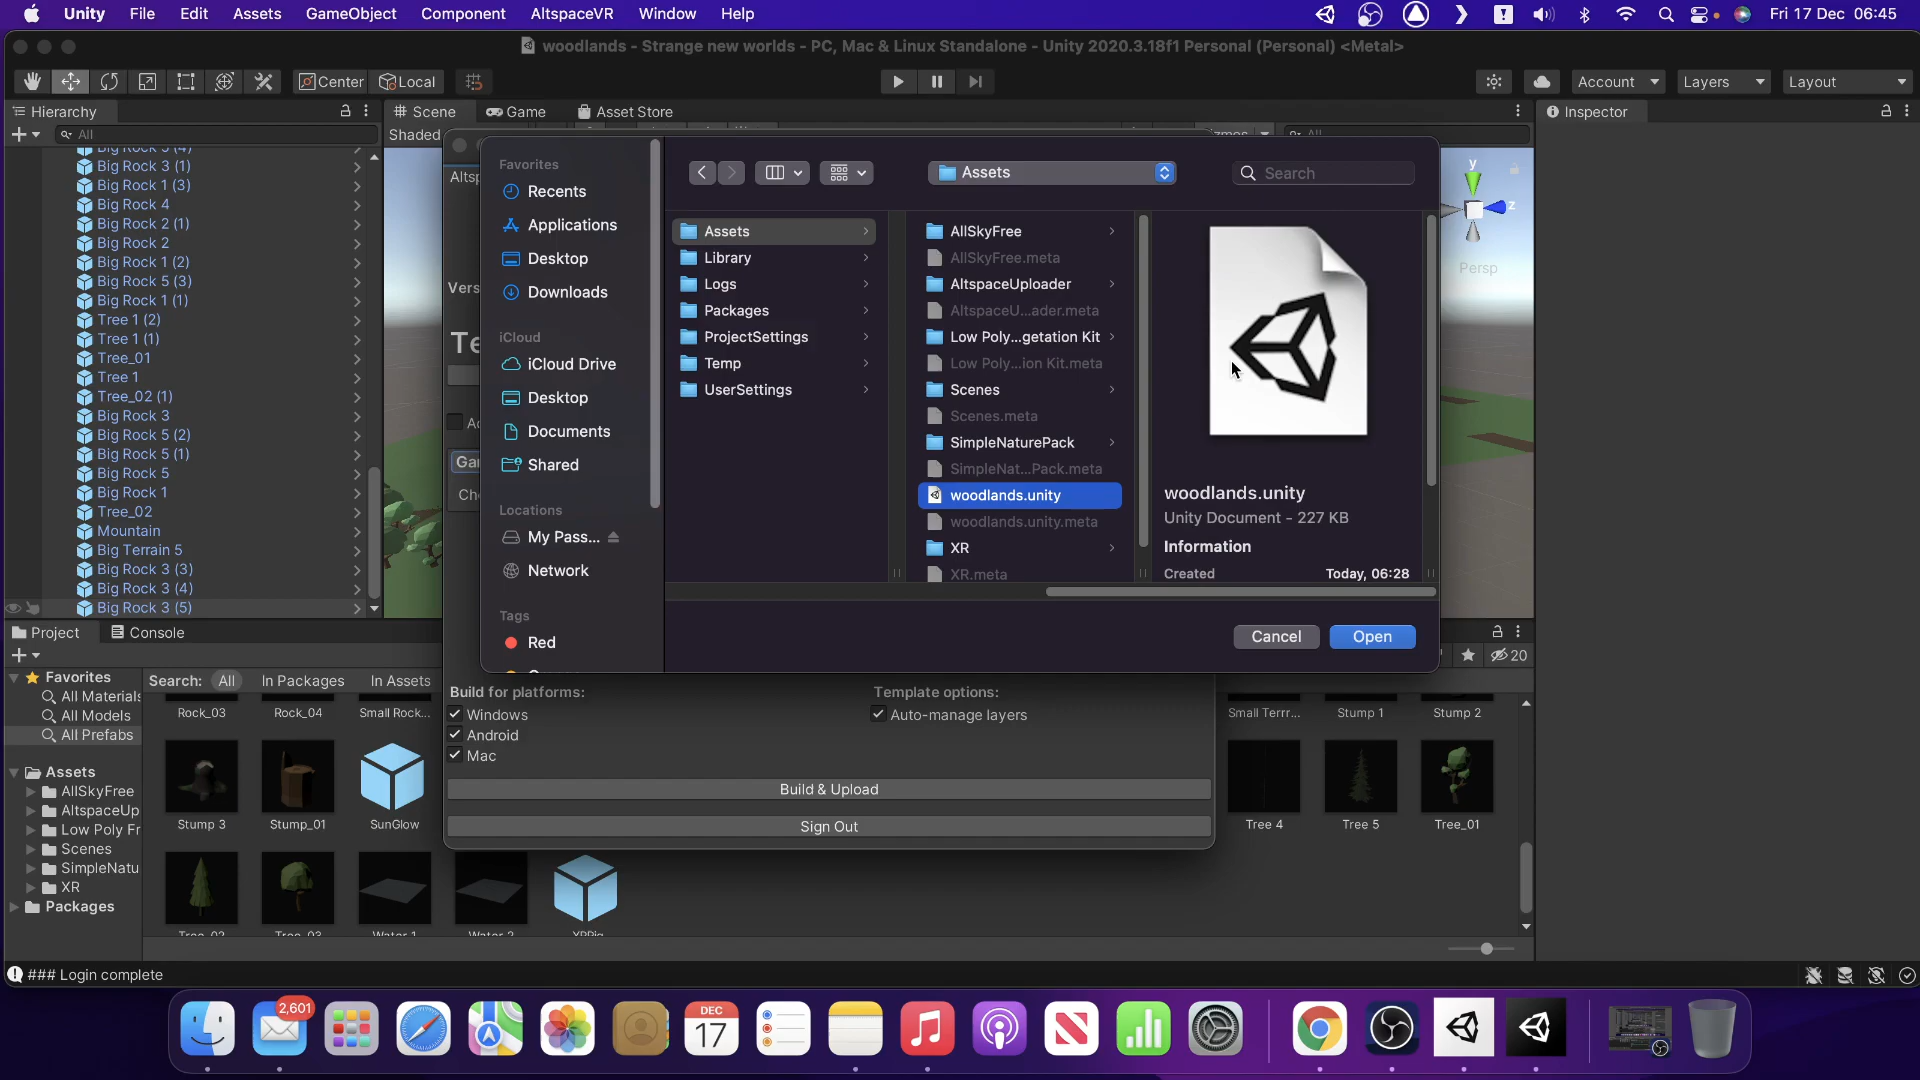 Unity File Edit Assets GameObject Component AltspaceVR Window Help Fri 17 Dec 06:45
woodlands - Strange new worlds - PC, Mac & Linux Standalone - Unity 2020.3.18f1 Personal (Personal) <Metal>
Center Local Account Layers Layout
Hierarchy Scene Game Asset Store Inspector
All Shaded
Big Rock 3 (1)
Big Rock 1 (3)
Big Rock 4
Big Rock 2 (1)
Big Rock 2
Big Rock 1 (2)
Big Rock 5 (3)
Big Rock 1 (1)
Tree 1 (2)
Tree 1 (1)
Tree_01
Tree 1
Tree_02 (1)
Big Rock 3
Big Rock 5 (2)
Big Rock 5 (1)
Big Rock 5
Big Rock 1
Tree_02
Mountain
Big Terrain 5
Big Rock 3 (3)
Big Rock 3 (4)
Big Rock 3 (5)
Favorites
Recents
Applications
Desktop
Downloads
iCloud
iCloud Drive
Desktop
Documents
Shared
Locations
My Pass...
Network
Tags
Red
Assets
Search
Assets
Library
Logs
Packages
ProjectSettings
Temp
UserSettings
AllSkyFree
AllSkyFree.meta
AltspaceUploader
AltspaceU...ader.meta
Low Poly...getation Kit
Low Poly...ion Kit.meta
Scenes
Scenes.meta
SimpleNaturePack
SimpleNat...Pack.meta
woodlands.unity
woodlands.unity.meta
XR
XR.meta
woodlands.unity
Unity Document - 227 KB
Information
Created Today, 06:28
Cancel Open
y
z
Persp
Build for platforms:
Windows
Android
Mac
Template options:
Auto-manage layers
Build & Upload
Sign Out
Project Console
20
Favorites
All Materials
All Models
All Prefabs
Assets
AllSkyFree
AltspaceUp
Low Poly Fr
Scenes
SimpleNatu
XR
Packages
Search: All In Packages In Assets
Rock_03 Rock_04 Small Rock... Small Terrr... Stump 1 Stump 2
Stump 3 Stump_01 SunGlow Tree 4 Tree 5 Tree_01
Tree_02 Tree_03 Water 1 Water 2 XRRig
### Login complete
2,601
DEC
17